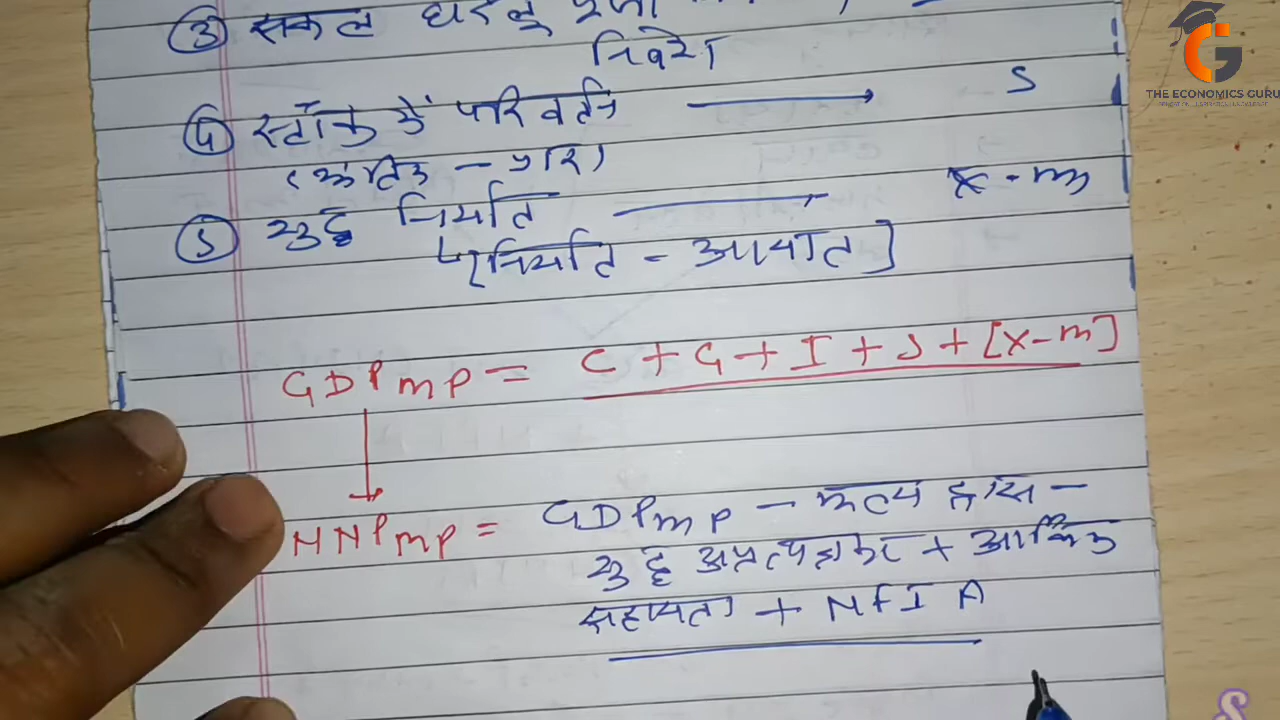 ③ सकल घरेलू
निवेश
④ स्टॉक में परिवर्तन → S
(अंतिम - प्रारं)
⑤ शुद्ध निर्यात → X - m
↳ [निर्यात - आयात]
GDPMP = C + G + I + S + [X - m]
NNPMP = GDPMP - मूल्य ह्रास -
शुद्ध अप्रत्यक्षकर + आर्थिक
सहायता + NFIA
G
THE ECONOMICS GURU